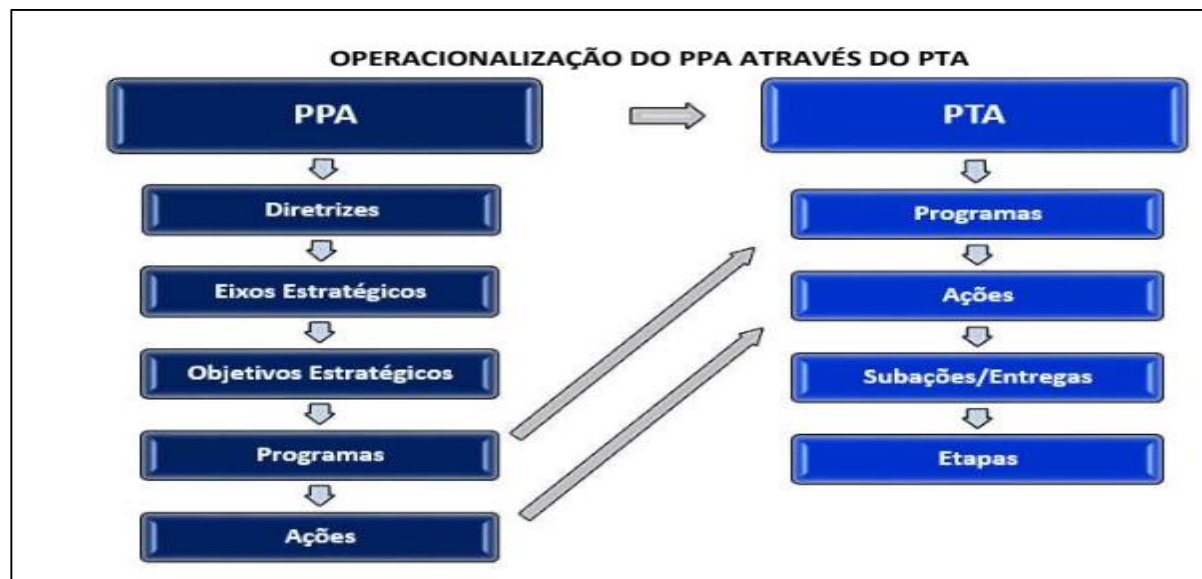 OPERACIONALIZAÇÃO DO PPA ATRAVÉS DO PTA
PPA
Diretrizes
Eixos Estratégicos
Objetivos Estratégicos
Programas
Ações
PTA
Programas
Ações
Subações/Entregas
Etapas